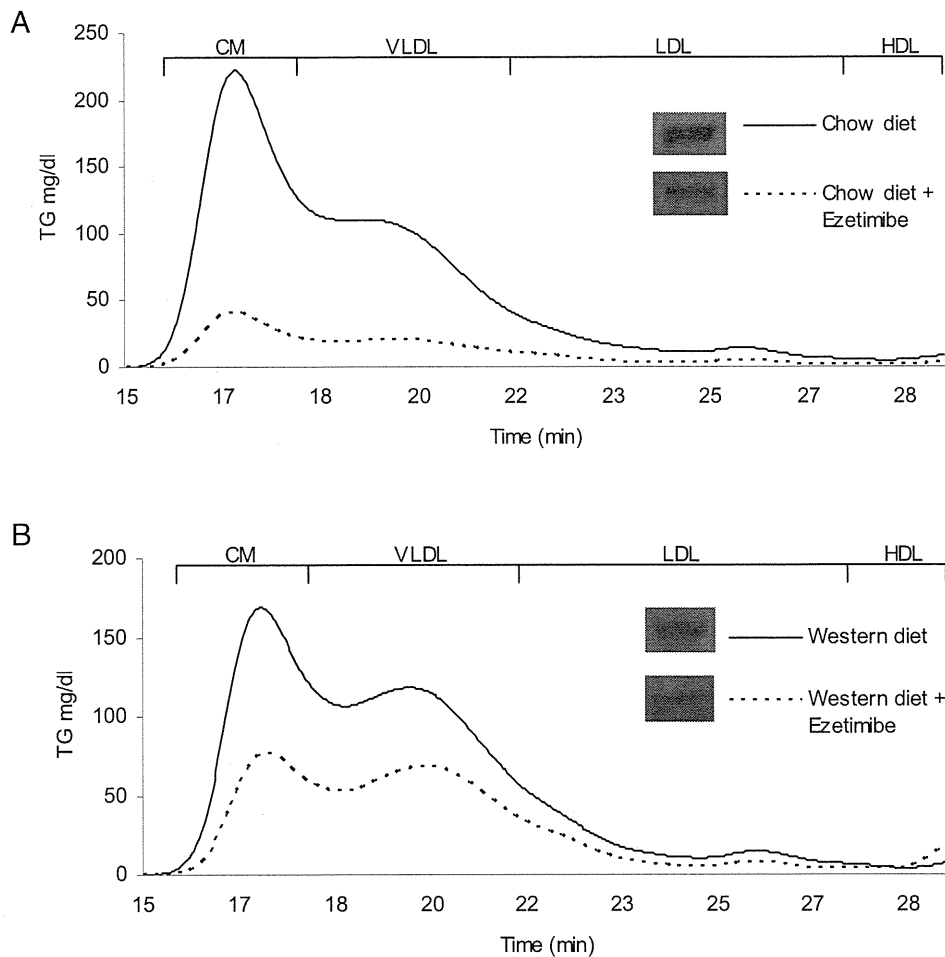 A
250
200
150
100
50
0
TG mg/dl
CM VLDL LDL HDL
Chow diet
Chow diet +
Ezetimibe
15 17 18 20 22 23 25 27 28
Time (min)
B
200
150
100
50
0
TG mg/dl
CM VLDL LDL HDL
Western diet
Western diet +
Ezetimibe
15 17 18 20 22 23 25 27 28
Time (min)